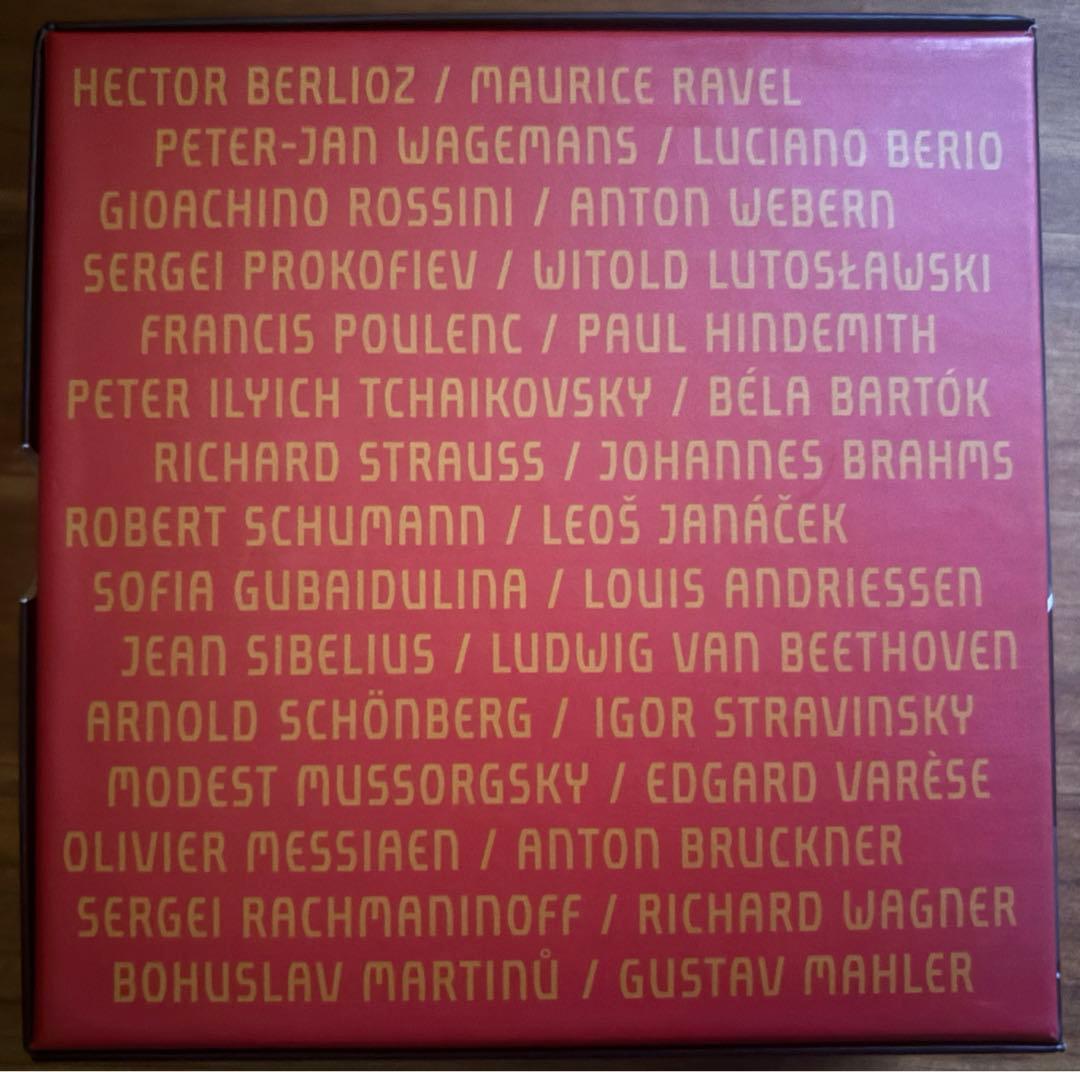 HECTOR BERLIOZ / MAURICE RAVEL
PETER-JAN WAGEMANS / LUCIANO BERIO
GIOACHINO ROSSINI / ANTON WEBERN
SERGEI PROKOFIEV / WITOLD LUTOSŁAWSKI
FRANCIS POULENC / PAUL HINDEMITH
PETER ILYICH TCHAIKOVSKY / BÉLA BARTÓK
RICHARD STRAUSS / JOHANNES BRAHMS
ROBERT SCHUMANN / LEOŠ JANÁČEK
SOFIA GUBAIDULINA / LOUIS ANDRIESSEN
JEAN SIBELIUS / LUDWIG VAN BEETHOVEN
ARNOLD SCHÖNBERG / IGOR STRAVINSKY
MODEST MUSSORGSKY / EDGARD VARÈSE
OLIVIER MESSIAEN / ANTON BRUCKNER
SERGEI RACHMANINOFF / RICHARD WAGNER
BOHUSLAV MARTINŮ / GUSTAV MAHLER